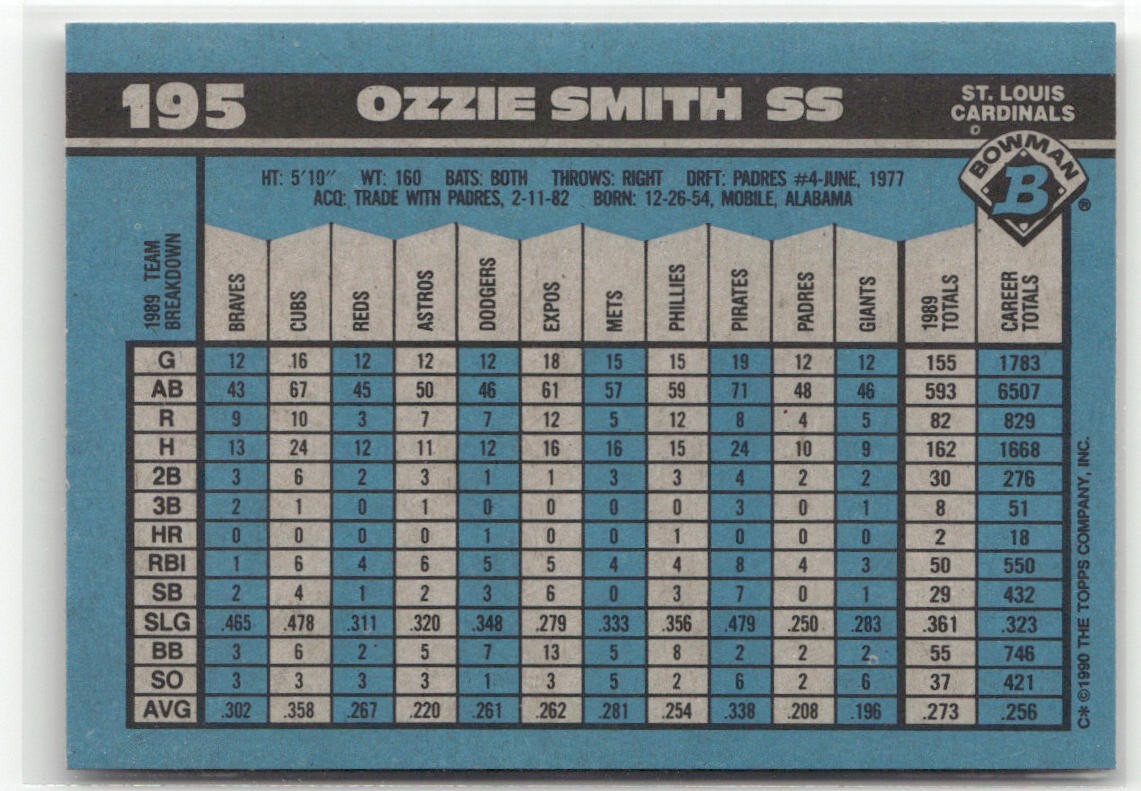 195 OZZIE SMITH SS ST. LOUIS CARDINALS
BOWMAN
B ®
HT: 5'10" WT: 160 BATS: BOTH THROWS: RIGHT DRFT: PADRES #4-JUNE, 1977
ACQ: TRADE WITH PADRES, 2-11-82 BORN: 12-26-54, MOBILE, ALABAMA
1989 TEAM BREAKDOWN BRAVES CUBS REDS ASTROS DODGERS EXPOS METS PHILLIES PIRATES PADRES GIANTS 1989 TOTALS CAREER TOTALS
G 12 16 12 12 12 18 15 15 19 12 12 155 1783
AB 43 67 45 50 46 61 57 59 71 48 46 593 6507
R 9 10 3 7 7 12 5 12 8 4 5 82 829
H 13 24 12 11 12 16 16 15 24 10 9 162 1668
2B 3 6 2 3 1 1 3 3 4 2 2 30 276
3B 2 1 0 1 0 0 0 0 3 0 1 8 51
HR 0 0 0 0 1 0 0 1 0 0 0 2 18
RBI 1 6 4 6 5 5 4 4 8 4 3 50 550
SB 2 4 1 2 3 6 0 3 7 0 1 29 432
SLG .465 .478 .311 .320 .348 .279 .333 .356 .479 .250 .283 .361 .323
BB 3 6 2 5 7 13 5 8 2 2 2 55 746
SO 3 3 3 3 1 3 5 2 6 2 6 37 421
AVG .302 .358 .267 .220 .261 .262 .281 .254 .338 .208 .196 .273 .256
C* ©1990 THE TOPPS COMPANY, INC.